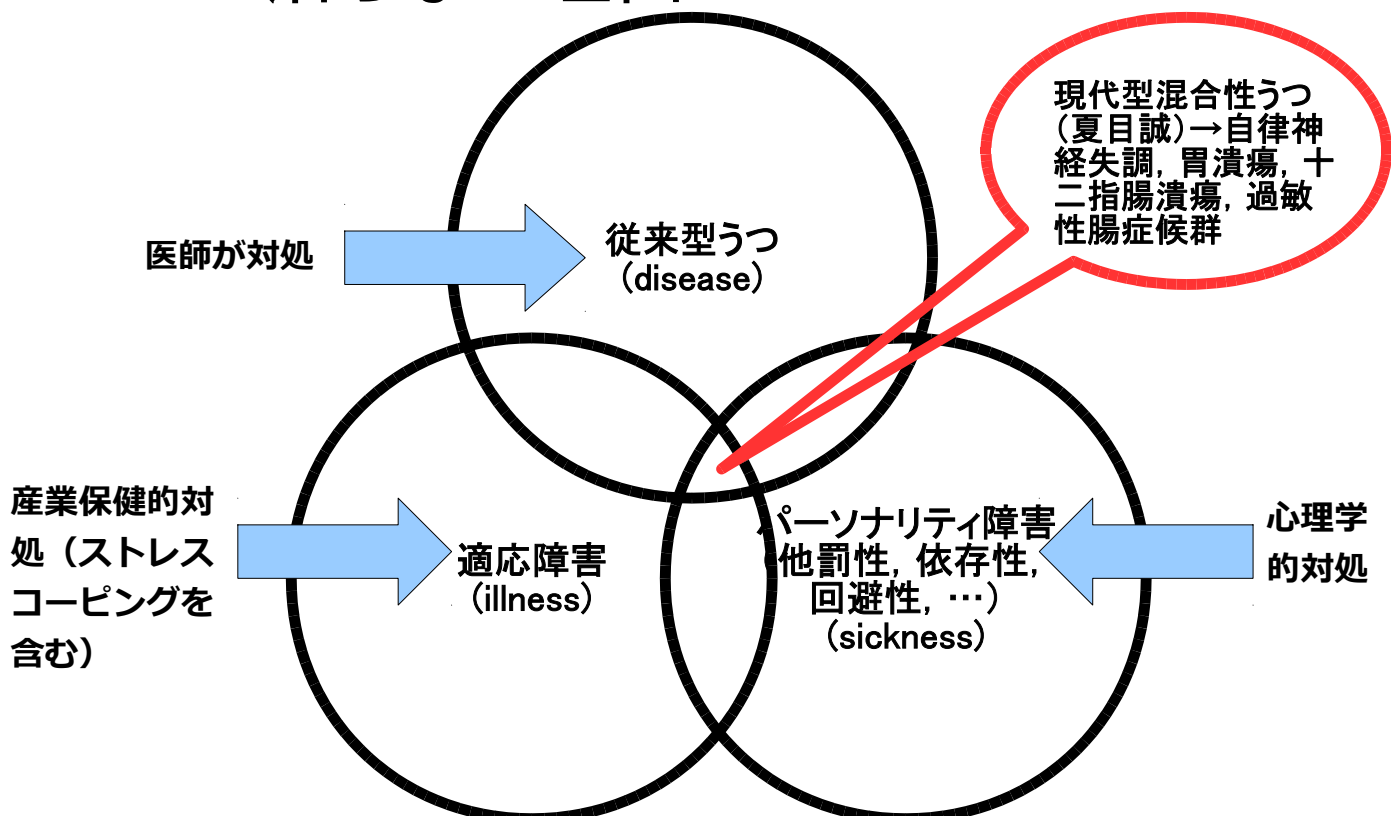 現代型混合性うつ
（夏目誠）→自律神
経失調，胃潰瘍，十
二指腸潰瘍，過敏
性腸症候群
医師が対処
従来型うつ
(disease)
産業保健的対
処（ストレス
コーピングを
含む）
適応障害
(illness)
パーソナリティ障害
(他罰性，依存性，
回避性，…)
(sickness)
心理学
的対処